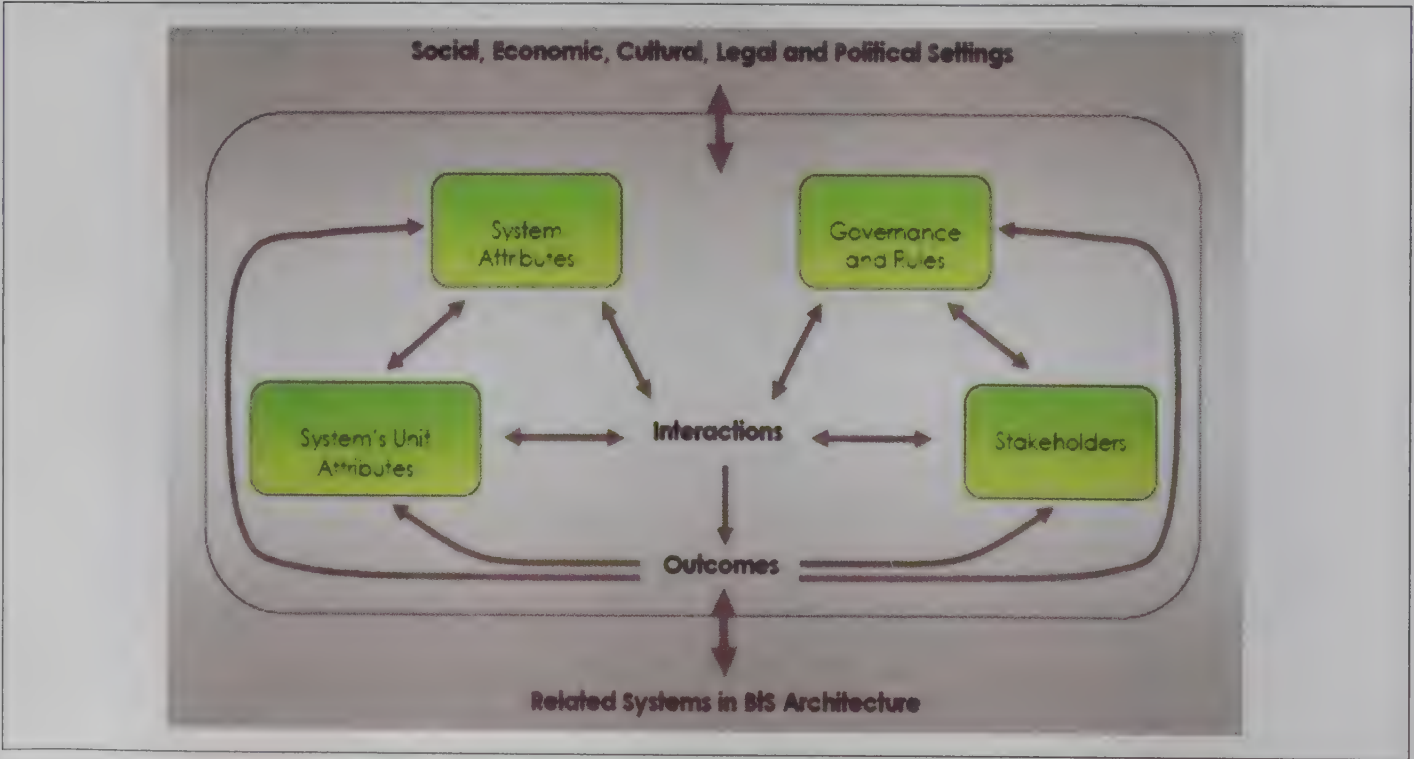 Social, Economic, Cultural, Legal and Political Settings
System
Attributes
Governance
and Rules
System's Unit
Attributes
Interactions
Stakeholders
Outcomes
Related Systems in BIS Architecture